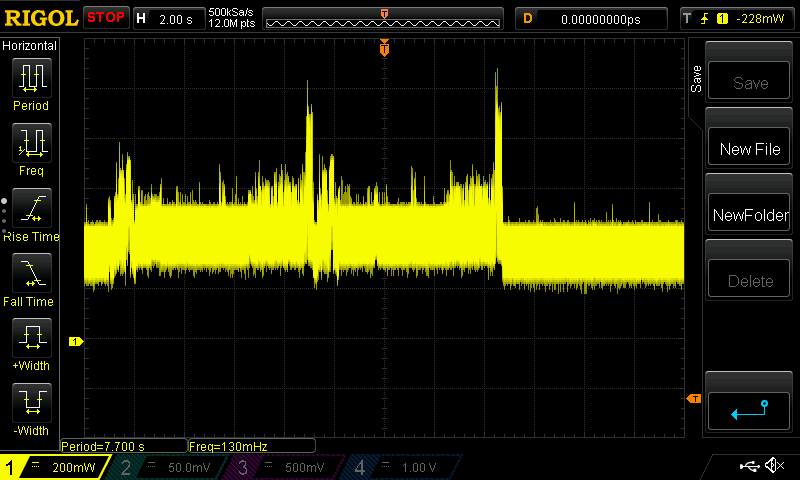 RIGOL STOP H 2.00 s 500kSa/s 12.0M pts T D 0.00000000ps T 1 -228mW
Horizontal
Period
Freq
Rise Time
Fall Time
+Width
-Width
T
1
T
Save
Save
New File
NewFolder
Delete
Period=7.700 s Freq=130mHz
1 200mW 2 50.0mV 3 500mV 4 1.00 V